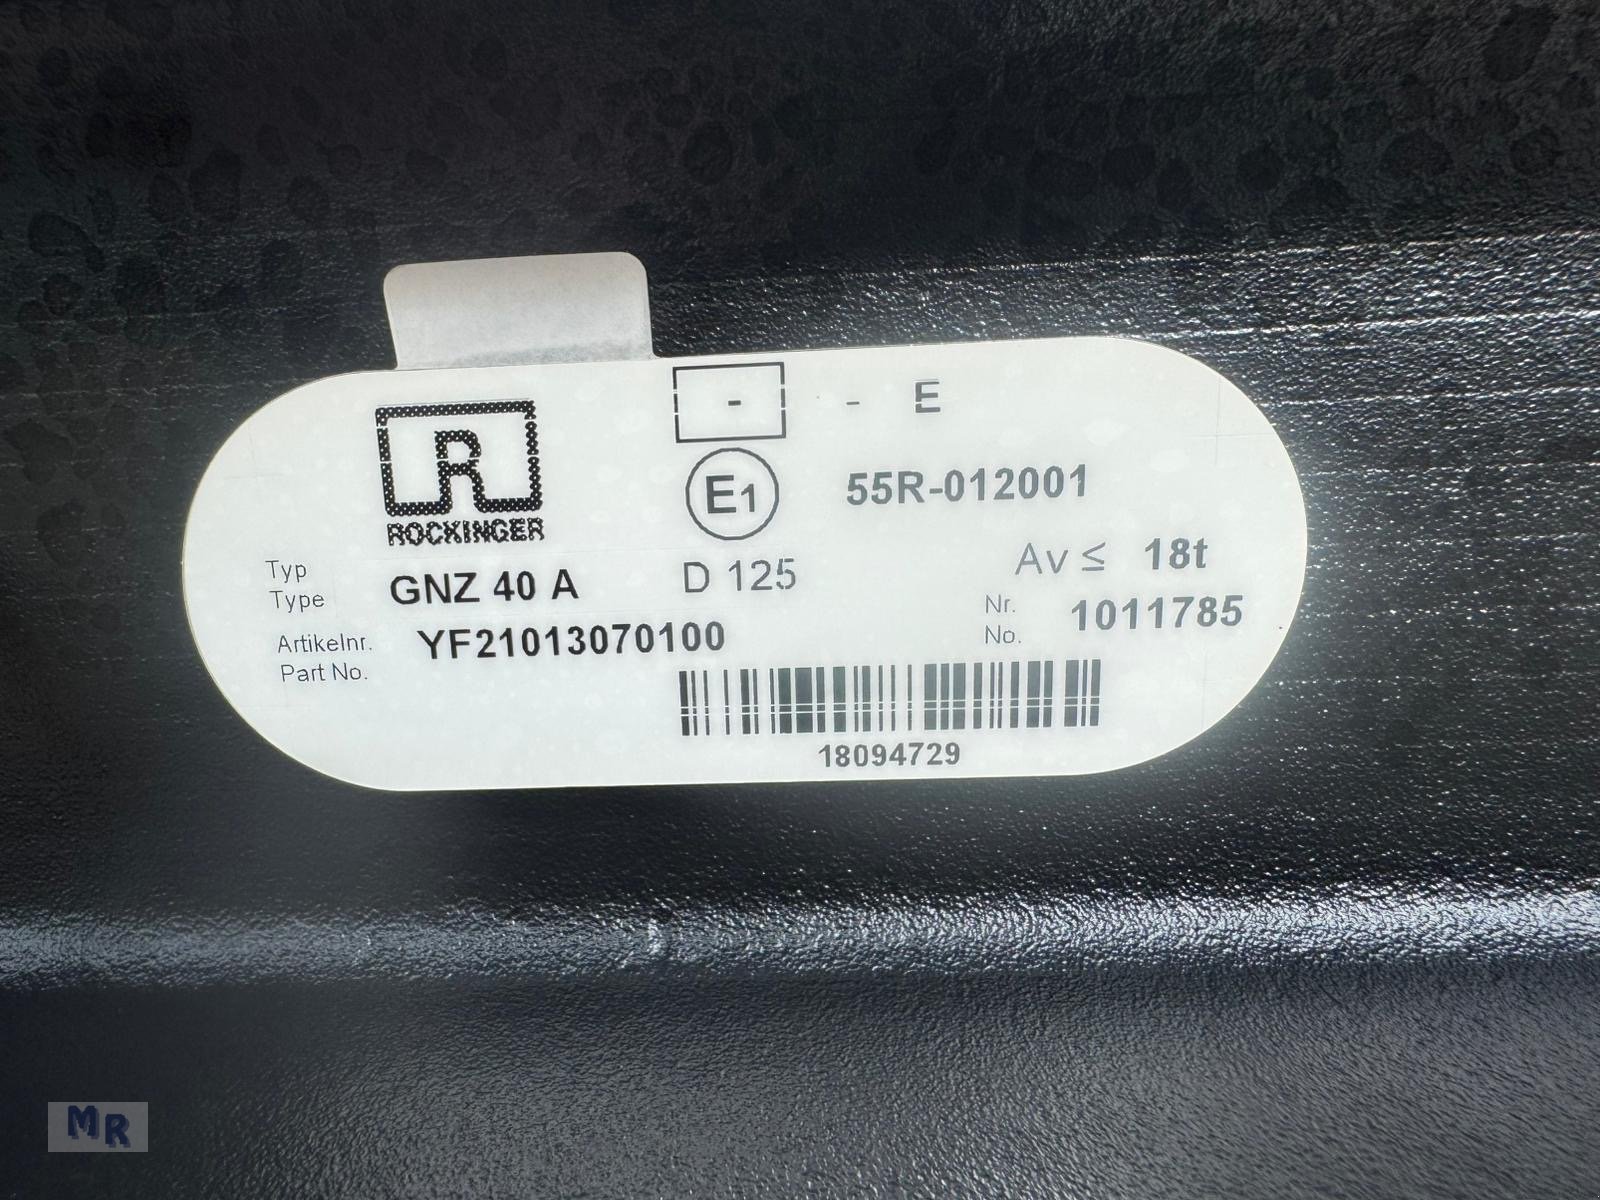 - - E
R
ROCKINGER
E1 55R-012001
Typ
Type GNZ 40 A D 125 Av ≤ 18t
Artikelnr.
Part No. YF21013070100
Nr.
No. 1011785
18094729
MR